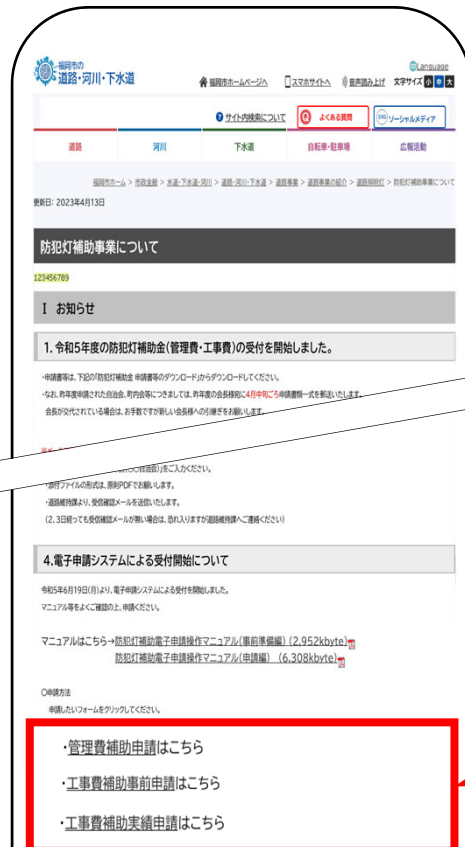 福岡市の
道路・河川・下水道
Language
福岡市ホームページへ スマホサイトへ 音声読み上げ 文字サイズ 小 中 大
サイト内検索について Q よくある質問 SNS ソーシャルメディア
道路 河川 下水道 自転車・駐車場 広報活動
福岡市ホーム > 市政全般 > 水道・下水道・河川 > 道路・河川・下水道 > 道路事業 > 道路事業の紹介 > 道路照明灯 > 防犯灯補助事業について
更新日: 2023年4月13日
防犯灯補助事業について
123456789
Ⅰ お知らせ
1. 令和5年度の防犯灯補助金(管理費・工事費)の受付を開始しました。
・申請書等は、下記の「防犯灯補助金 申請書等のダウンロード」からダウンロードしてください。
・なお、昨年度申請された自治会、町内会等につきましては、昨年度の会長様宛に4月中旬ごろ申請書類一式を郵送いたします。
会長が交代されている場合は、お手数ですが新しい会長様への引継ぎをお願いします。
〇自治会)」をご入力ください。
・添付ファイルの形式は、原則PDFでお願いします。
・道路維持課より、受信確認メールを送信いたします。
(2、3日経っても受信確認メールが無い場合は、恐れ入りますが道路維持課へご連絡ください)
4.電子申請システムによる受付開始について
令和5年6月19日(月)より、電子申請システムによる受付を開始しました。
マニュアル等をよくご確認の上、申請ください。
マニュアルはこちら→防犯灯補助電子申請操作マニュアル(事前準備編) (2,952kbyte)
防犯灯補助電子申請操作マニュアル(申請編) (6,308kbyte)
〇申請方法
申請したいフォームをクリックしてください。
・管理費補助申請はこちら
・工事費補助事前申請はこちら
・工事費補助実績申請はこちら